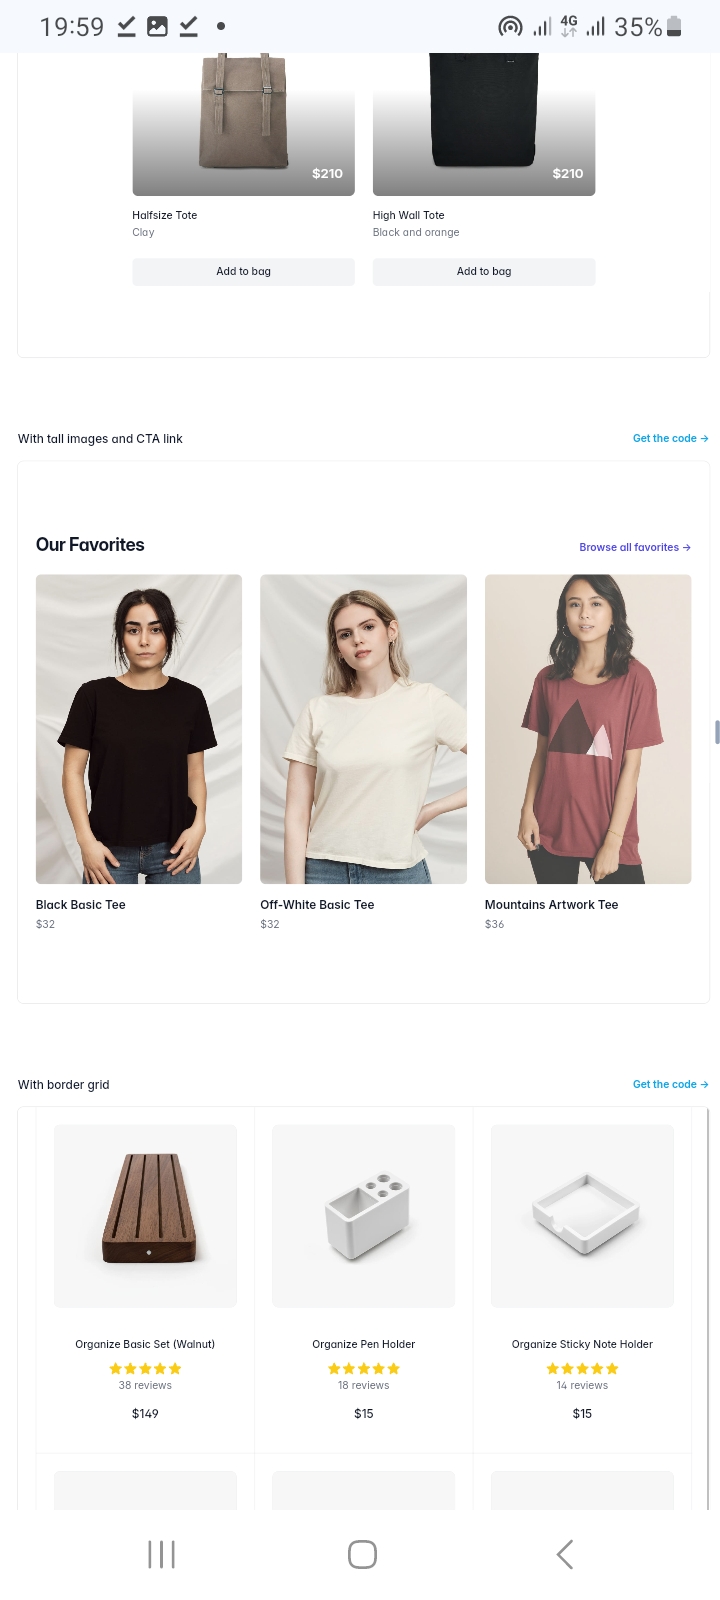 19:59 4G 35%
$210 $210
Halfsize Tote High Wall Tote
Clay Black and orange
Add to bag Add to bag
With tall images and CTA link Get the code →
Our Favorites Browse all favorites →
Black Basic Tee Off-White Basic Tee Mountains Artwork Tee
$32 $32 $36
With border grid Get the code →
Organize Basic Set (Walnut) Organize Pen Holder Organize Sticky Note Holder
38 reviews 18 reviews 14 reviews
$149 $15 $15